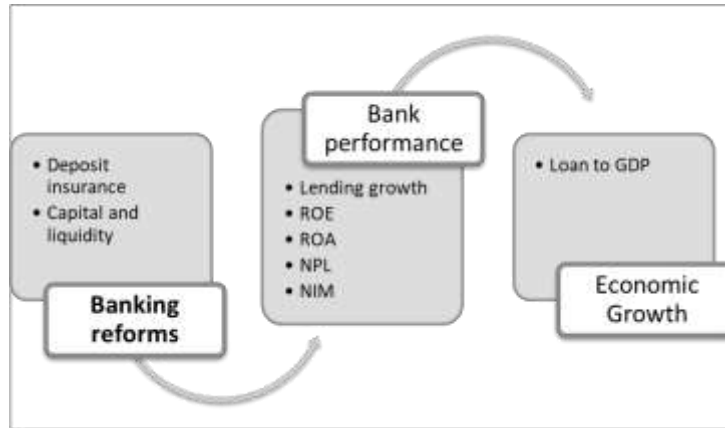 • Deposit
insurance
• Capital and
liquidity
Banking
reforms
Bank
performance
• Lending growth
• ROE
• ROA
• NPL
• NIM
• Loan to GDP
Economic
Growth